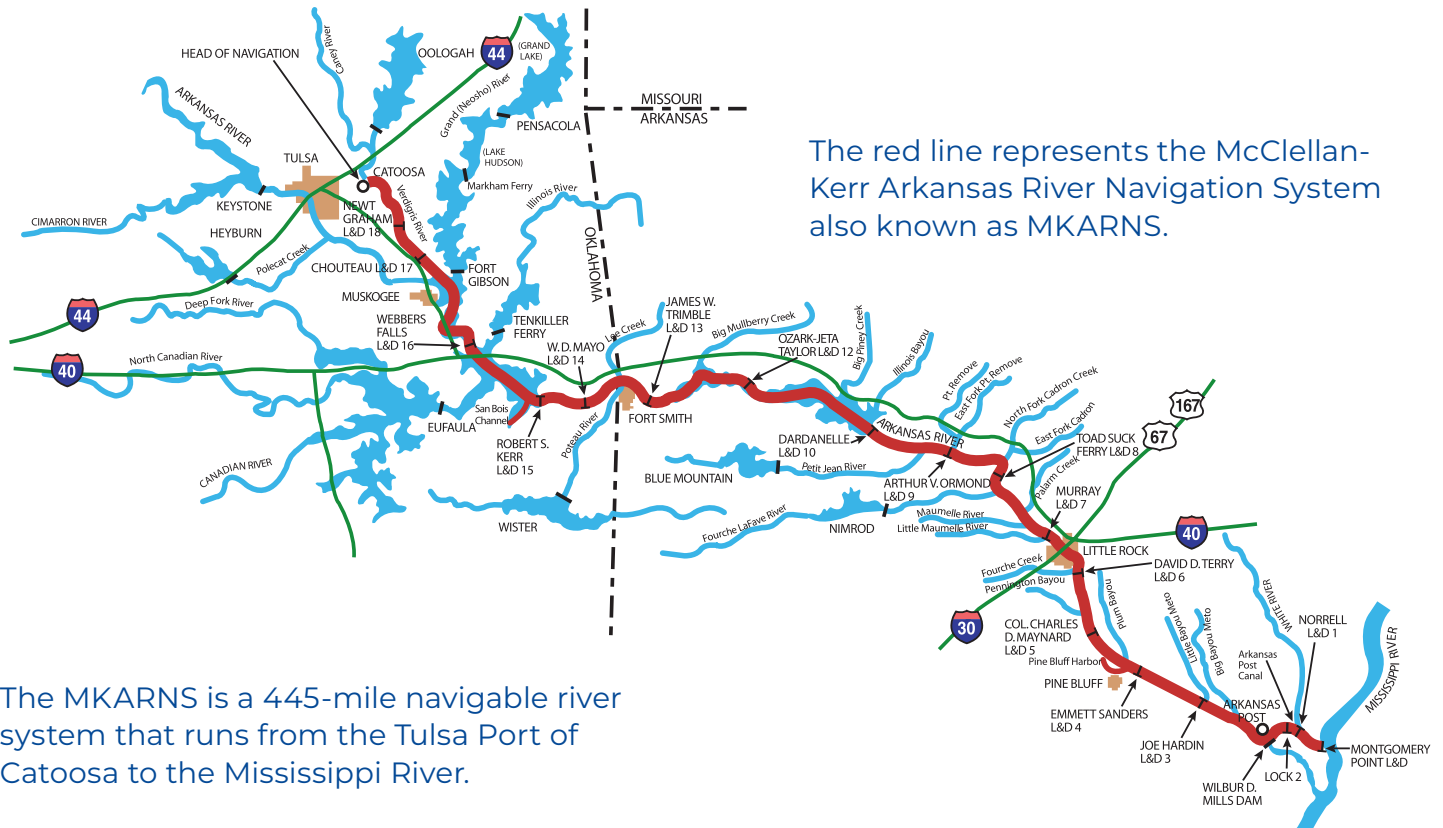 HEAD OF NAVIGATION
Caney River
OOLOGAH
44
(GRAND
LAKE)
Grand (Neosho) River
ARKANSAS RIVER
MISSOURI
ARKANSAS
PENSACOLA
(LAKE
HUDSON)
TULSA
CATOOSA
Markham Ferry
Illinois River
KEYSTONE
NEWT
GRAHAM
L&D 18
Verdigris River
CIMARRON RIVER
HEYBURN
Polecat Creek
CHOUTEAU L&D 17
FORT
GIBSON
OKLAHOMA
MUSKOGEE
44
Deep Fork River
WEBBERS
FALLS
L&D 16
TENKILLER
FERRY
W. D. MAYO
L&D 14
Lee Creek
JAMES W.
TRIMBLE
L&D 13
Big Mullberry Creek
OZARK-JETA
TAYLOR L&D 12
Big Piney Creek
Illinois Bayou
40
North Canadian River
San Bois
Channel
EUFAULA
ROBERT S.
KERR
L&D 15
Poteau River
FORT SMITH
CANADIAN RIVER
WISTER
Pt. Remove
East Fork Pt. Remove
North Fork Cadron Creek
East Fork Cadron
167
67
ARKANSAS RIVER
DARDANELLE
L&D 10
TOAD SUCK
FERRY L&D 8
BLUE MOUNTAIN
Petit Jean River
ARTHUR V. ORMOND
L&D 9
Palarm Creek
MURRAY
L&D 7
NIMROD
Fourche LaFave River
Maumelle River
Little Maumelle River
40
LITTLE ROCK
Fourche Creek
Pennington Bayou
DAVID D. TERRY
L&D 6
30
Plum Bayou
COL. CHARLES
D. MAYNARD
L&D 5
Little Bayou Meto
Big Bayou Meto
WHITE RIVER
NORRELL
L&D 1
MISSISSIPPI RIVER
Arkansas
Post
Canal
Pine Bluff Harbor
PINE BLUFF
EMMETT SANDERS
L&D 4
ARKANSAS
POST
JOE HARDIN
L&D 3
MONTGOMERY
POINT L&D
LOCK 2
WILBUR D.
MILLS DAM
The red line represents the McClellan-
Kerr Arkansas River Navigation System
also known as MKARNS.
The MKARNS is a 445-mile navigable river
system that runs from the Tulsa Port of
Catoosa to the Mississippi River.